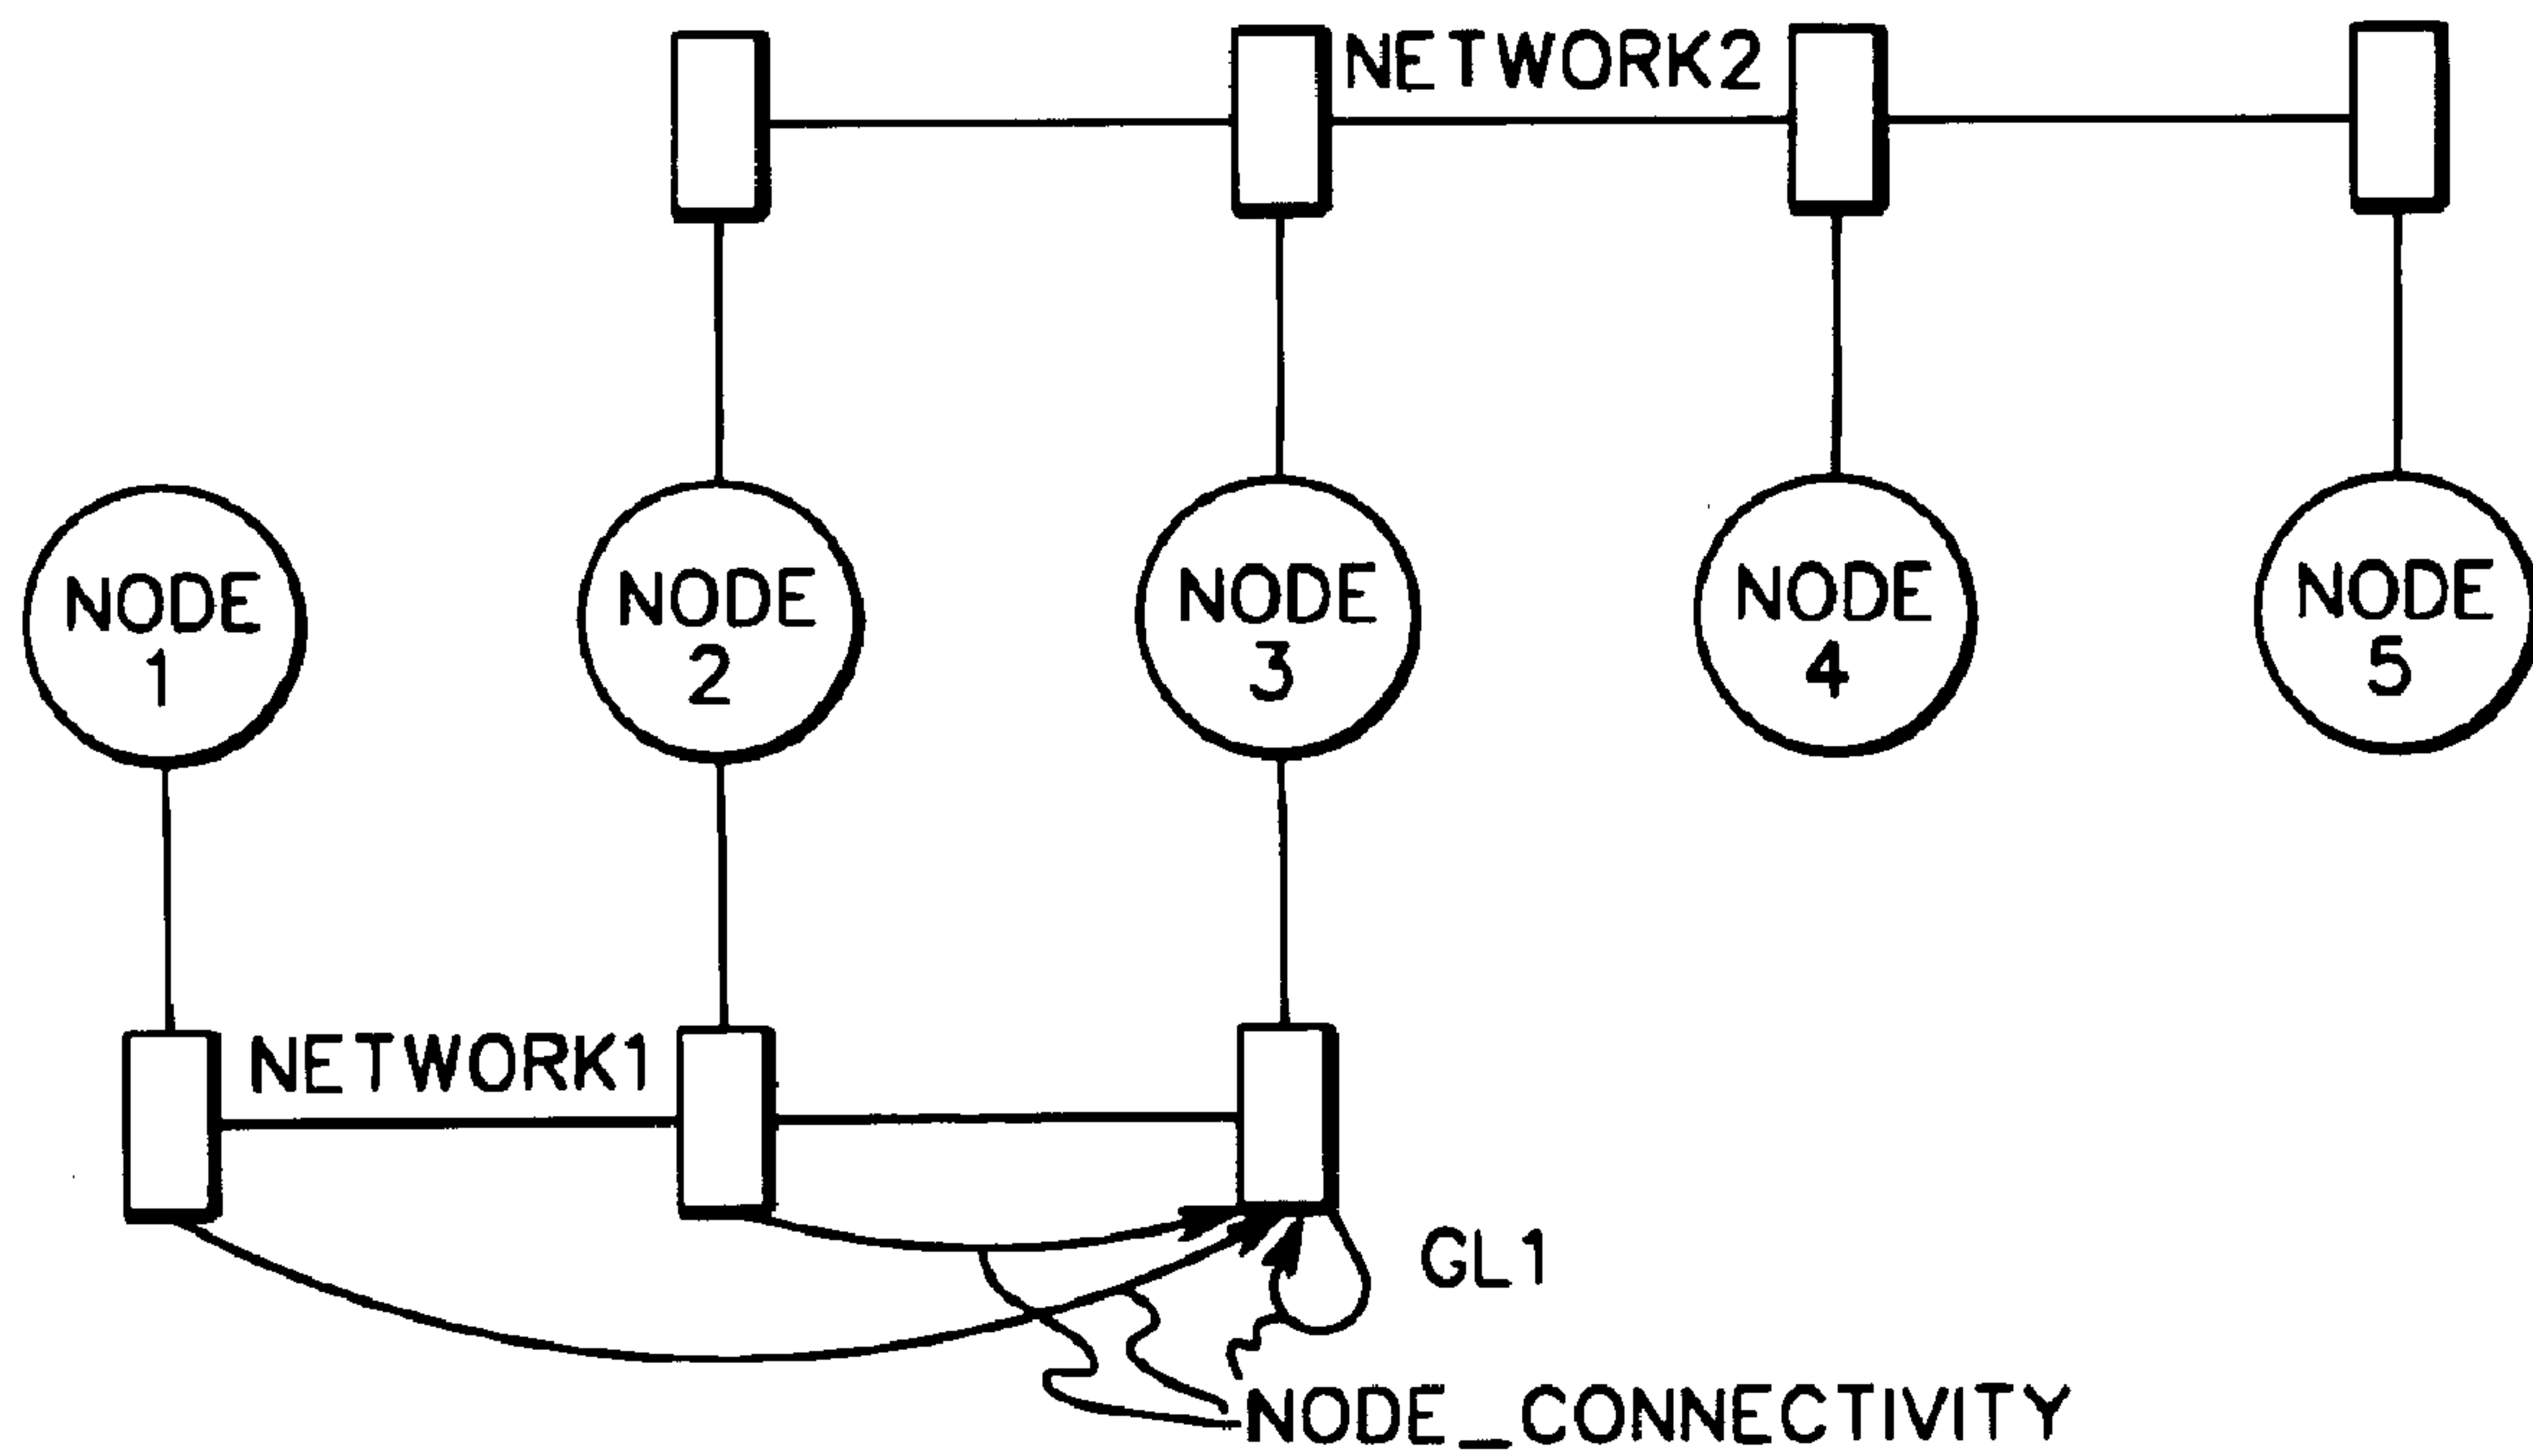 NETWORK2
NODE
1
NODE
2
NODE
3
NODE
4
NODE
5
NETWORK1
GL1
NODE_CONNECTIVITY